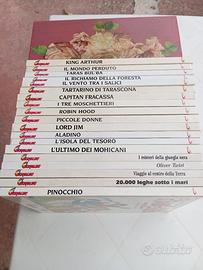 KING ARTHUR
IL MONDO PERDUTO
TARAS BUL'BA
IL RICHIAMO DELLA FORESTA
IL VENTO TRA I SALICI
TARTARINO DI TARASCONA
CAPITAN FRACASSA
I TRE MOSCHETTIERI
ROBIN HOOD
PICCOLE DONNE
LORD JIM
ALADINO
L'ISOLA DEL TESORO
L'ULTIMO DEI MOHICANI
I misteri della giungla nera
Oliver Twist
Viaggio al centro della Terra
20.000 leghe sotto i mari
PINOCCHIO
subito